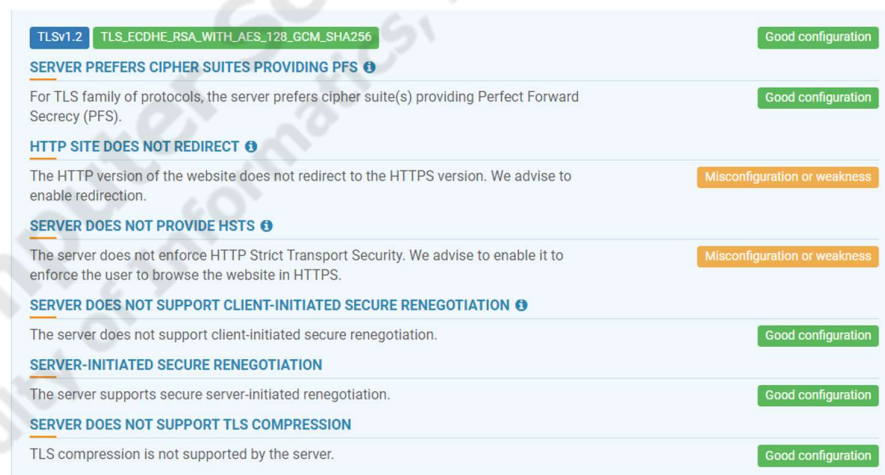 TLSv1.2 TLS_ECDHE_RSA_WITH_AES_128_GCM_SHA256 Good configuration
SERVER PREFERS CIPHER SUITES PROVIDING PFS
For TLS family of protocols, the server prefers cipher suite(s) providing Perfect Forward Good configuration
Secrecy (PFS).
HTTP SITE DOES NOT REDIRECT
The HTTP version of the website does not redirect to the HTTPS version. We advise to Misconfiguration or weakness
enable redirection.
SERVER DOES NOT PROVIDE HSTS
The server does not enforce HTTP Strict Transport Security. We advise to enable it to Misconfiguration or weakness
enforce the user to browse the website in HTTPS.
SERVER DOES NOT SUPPORT CLIENT-INITIATED SECURE RENEGOTIATION
The server does not support client-initiated secure renegotiation. Good configuration
SERVER-INITIATED SECURE RENEGOTIATION
The server supports secure server-initiated renegotiation. Good configuration
SERVER DOES NOT SUPPORT TLS COMPRESSION
TLS compression is not supported by the server. Good configuration
of Informatics,